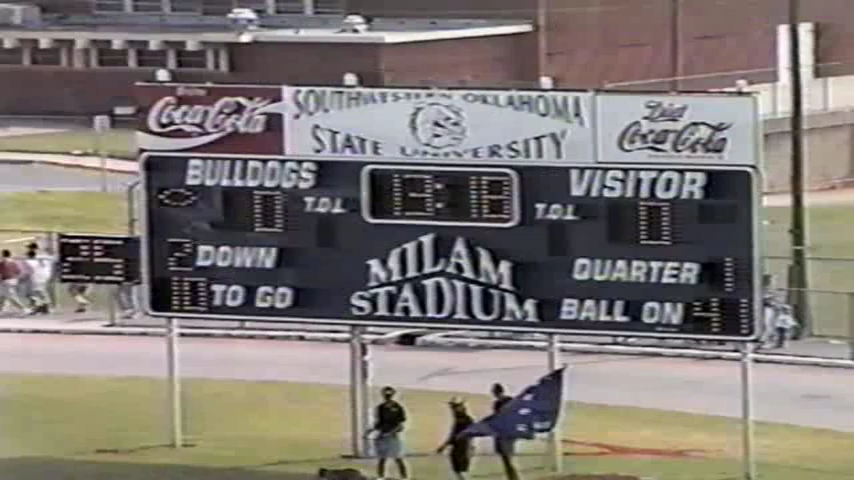 Coca-Cola
SOUTHWESTERN OKLAHOMA
STATE UNIVERSITY
Diet
Coca-Cola
BULLDOGS
0
T.O.L.
13:18
VISITOR
0
T.O.L.
2 DOWN
MILAM
STADIUM
QUARTER 1
10 TO GO
BALL ON 41